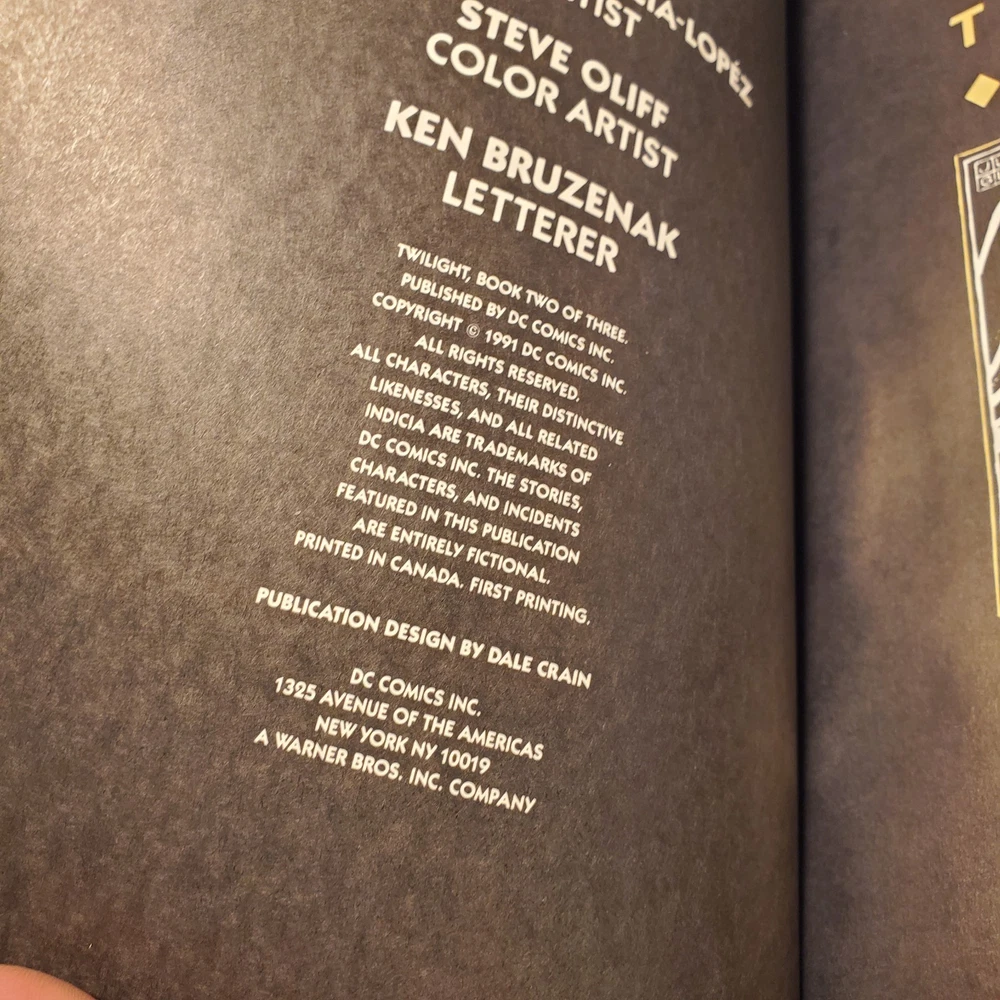 CIA-LOPÉZ
TIST
STEVE OLIFF
COLOR ARTIST
KEN BRUZENAK
LETTERER
TWILIGHT, BOOK TWO OF THREE.
PUBLISHED BY DC COMICS INC.
COPYRIGHT © 1991 DC COMICS INC.
ALL RIGHTS RESERVED.
ALL CHARACTERS, THEIR DISTINCTIVE
LIKENESSES, AND ALL RELATED
INDICIA ARE TRADEMARKS OF
DC COMICS INC. THE STORIES,
CHARACTERS, AND INCIDENTS
FEATURED IN THIS PUBLICATION
ARE ENTIRELY FICTIONAL.
PRINTED IN CANADA. FIRST PRINTING.
PUBLICATION DESIGN BY DALE CRAIN
DC COMICS INC.
1325 AVENUE OF THE AMERICAS
NEW YORK NY 10019
A WARNER BROS. INC. COMPANY
T